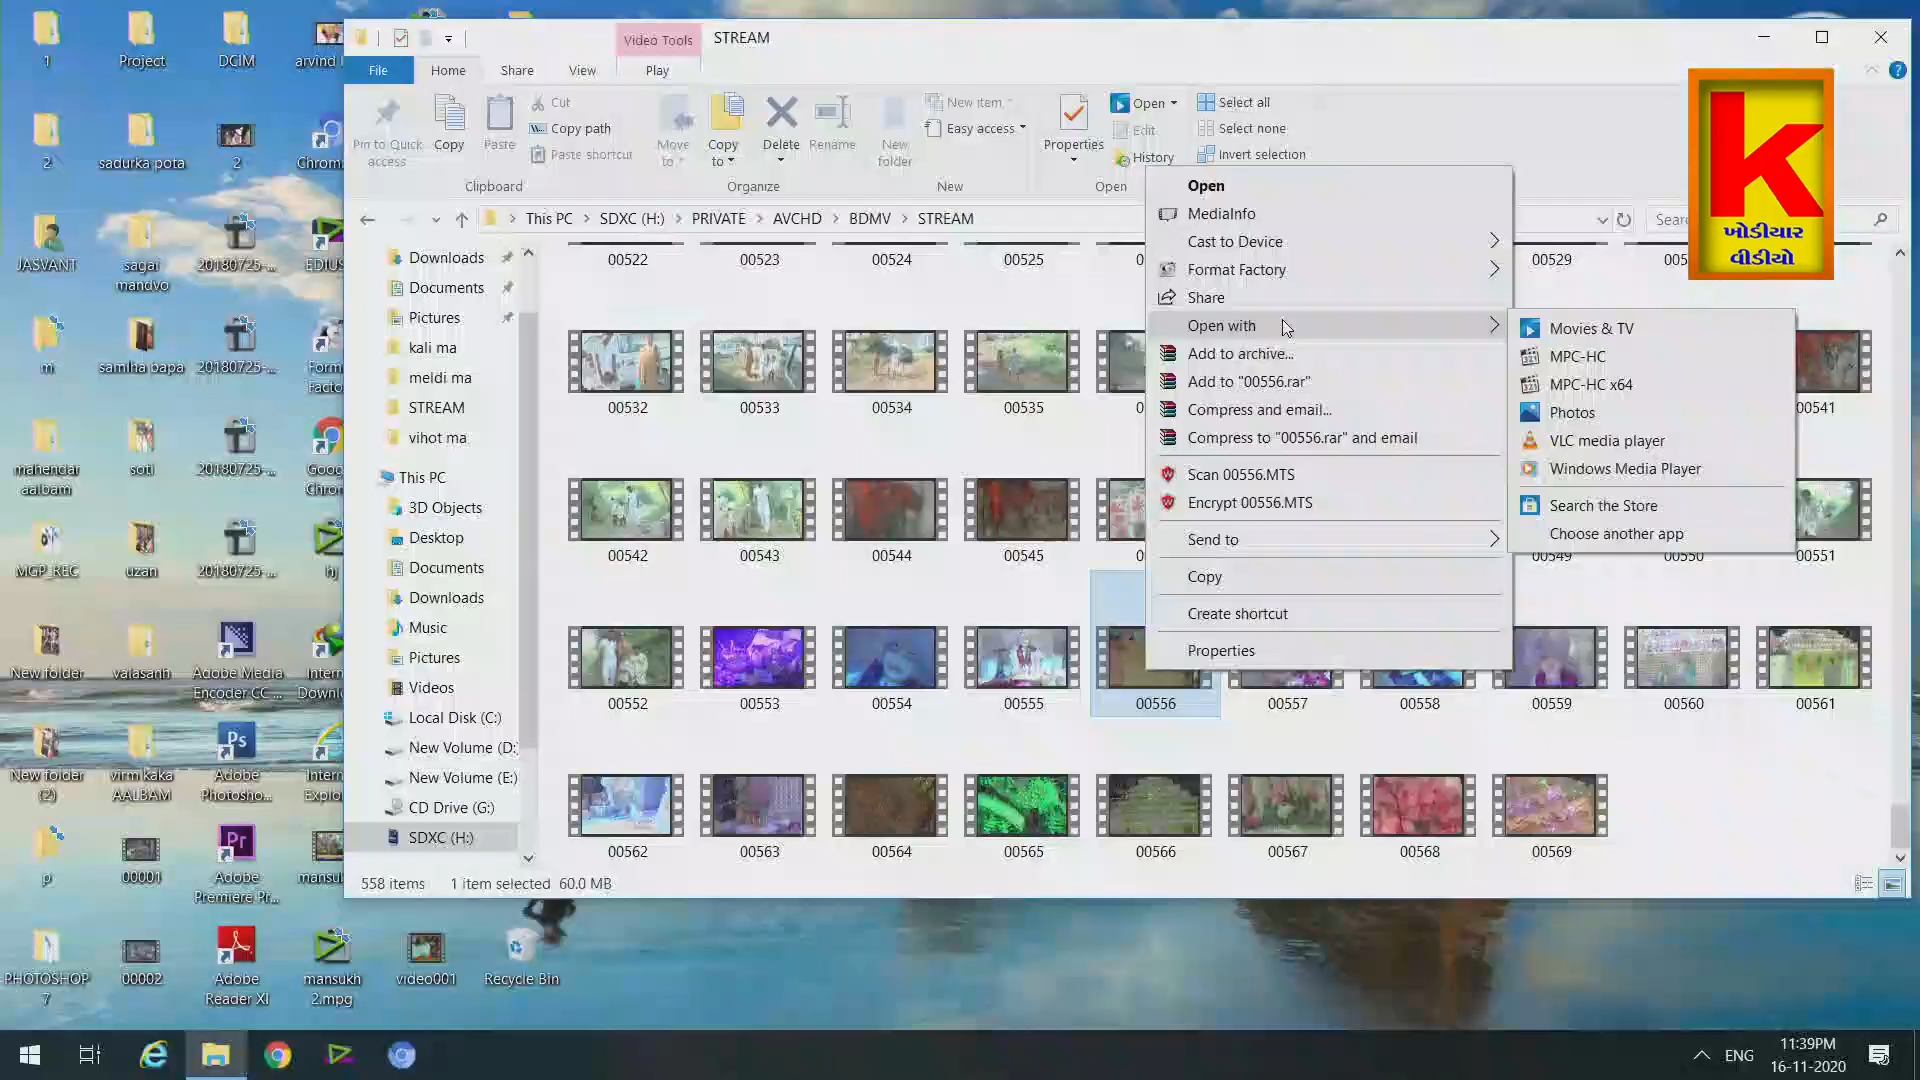 1
Project
DCIM
arvind
2
sadurka pota
2
JASVANT
sagai
mandvo
20180725-...
EDIUS
m
samlha bapa
20180725-...
mahendar
aalbam
soti
20180725-...
MGP_REC
uzan
20180725-...
hj
New folder
valasanh
Adobe Media
Encoder CC ...
New folder
(2)
virm kaka
AALBAM
Adobe
Photosho...
p
00001
Adobe
Premiere Pr...
PHOTOSHOP
7
00002
Adobe
Reader XI
mansukh
2.mpg
video001
Recycle Bin
Video Tools
STREAM
File
Home
Share
View
Play
Pin to Quick
access
Copy
Paste
Cut
Copy path
Paste shortcut
Clipboard
Move
to
Copy
to
Delete
Rename
Organize
New
folder
New item
Easy access
New
Properties
Open
Edit
History
Open
Select all
Select none
Invert selection
This PC
SDXC (H:)
PRIVATE
AVCHD
BDMV
STREAM
Downloads
Documents
Pictures
kali ma
meldi ma
STREAM
vihot ma
This PC
3D Objects
Desktop
Documents
Downloads
Music
Pictures
Videos
Local Disk (C:)
New Volume (D:
New Volume (E:)
CD Drive (G:)
SDXC (H:)
00522
00523
00524
00525
00529
00532
00533
00534
00535
00541
00542
00543
00544
00545
00549
00550
00551
00552
00553
00554
00555
00556
00557
00558
00559
00560
00561
00562
00563
00564
00565
00566
00567
00568
00569
558 items
1 item selected 60.0 MB
Open
MediaInfo
Cast to Device
Format Factory
Share
Open with
Add to archive...
Add to "00556.rar"
Compress and email...
Compress to "00556.rar" and email
Scan 00556.MTS
Encrypt 00556.MTS
Send to
Copy
Create shortcut
Properties
Movies & TV
MPC-HC
MPC-HC x64
Photos
VLC media player
Windows Media Player
Search the Store
Choose another app
K
ખોડીયાર
વીડીયો
ENG
11:39PM
16-11-2020